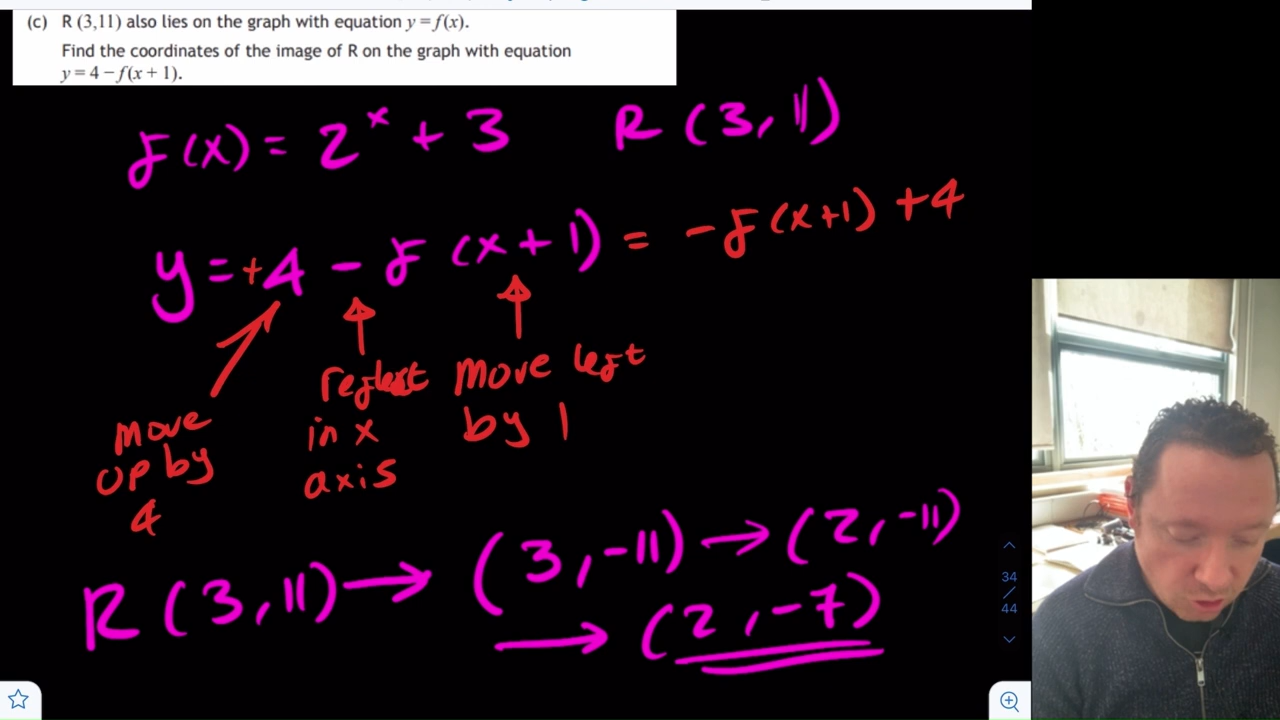 (c) R (3,11) also lies on the graph with equation y = f(x).
Find the coordinates of the image of R on the graph with equation
y = 4 – f(x + 1).
f(x) = 2ˣ + 3 R (3, 11)
y = +4 - f (x + 1) = -f(x+1) +4
move up by 4
reflect in x axis
move left by 1
R (3, 11) → (3, -11) → (2, -11)
→ (2, -7)
34
/
44